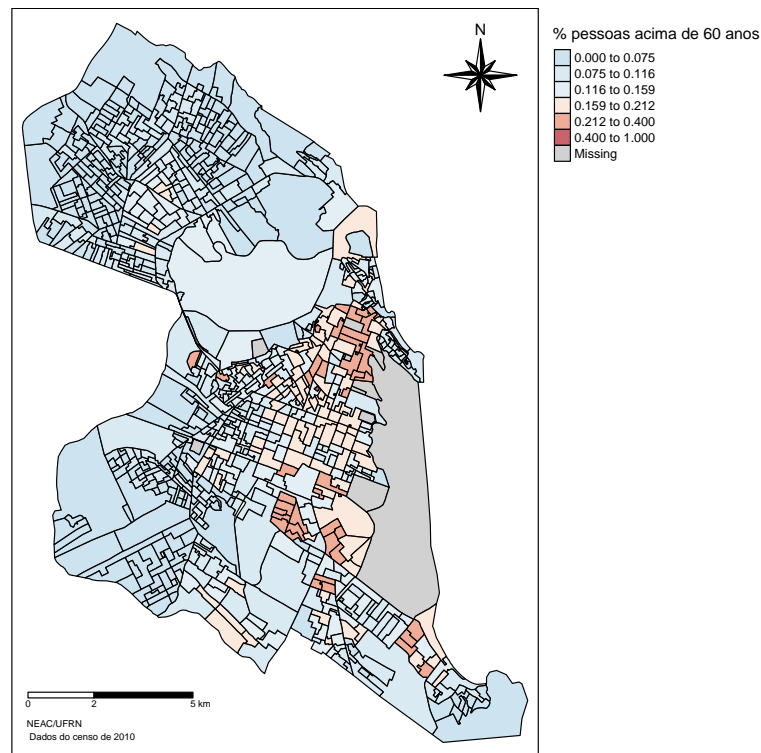 N
% pessoas acima de 60 anos
0.000 to 0.075
0.075 to 0.116
0.116 to 0.159
0.159 to 0.212
0.212 to 0.400
0.400 to 1.000
Missing
0 2 5 km
NEAC/UFRN
Dados do censo de 2010